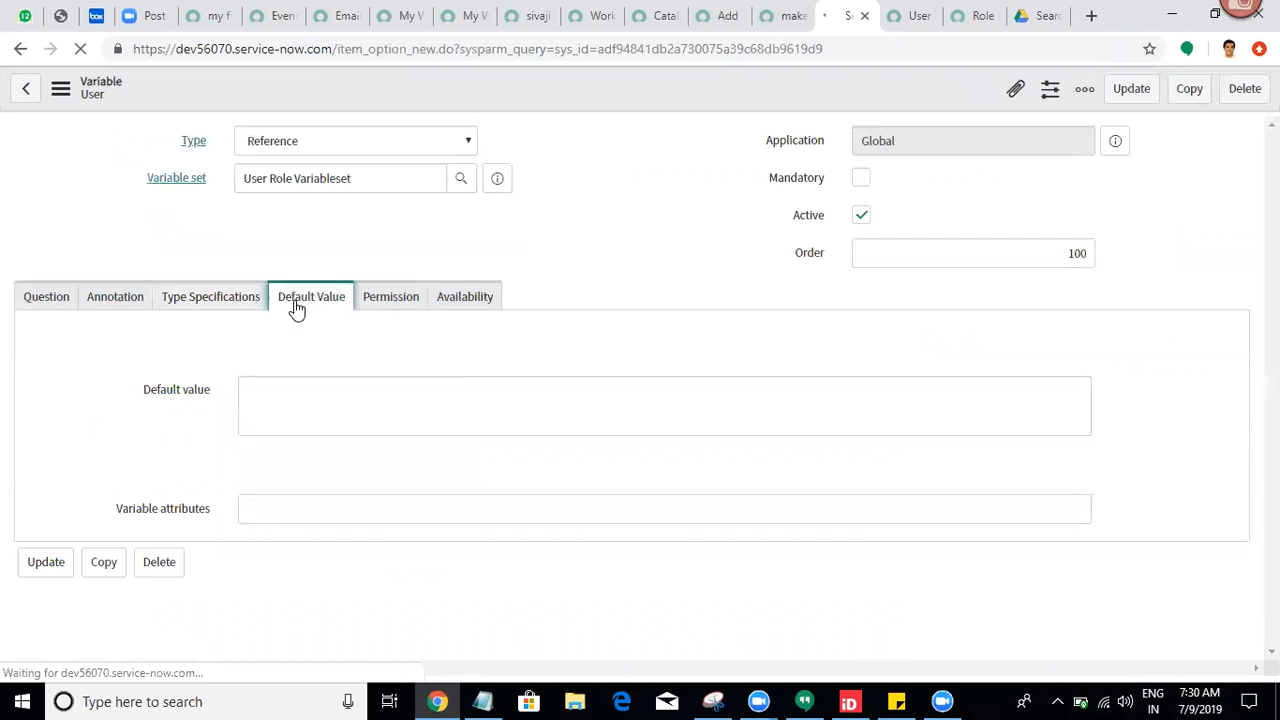 Post
my f
Even
Email
My V
My V
sivaj
Work
Catal
Add
make
S
User
Role
Searc
https://dev56070.service-now.com/item_option_new.do?sysparm_query=sys_id=adf94841db2a730075a39c68db9619d9
Variable
User
Update
Copy
Delete
Type
Reference
Application
Global
Variable set
User Role Variableset
Mandatory
Active
Order
100
Question
Annotation
Type Specifications
Default Value
Permission
Availability
Default value
Variable attributes
Update
Copy
Delete
Waiting for dev56070.service-now.com...
Type here to search
ENG
IN
7:30 AM
7/9/2019